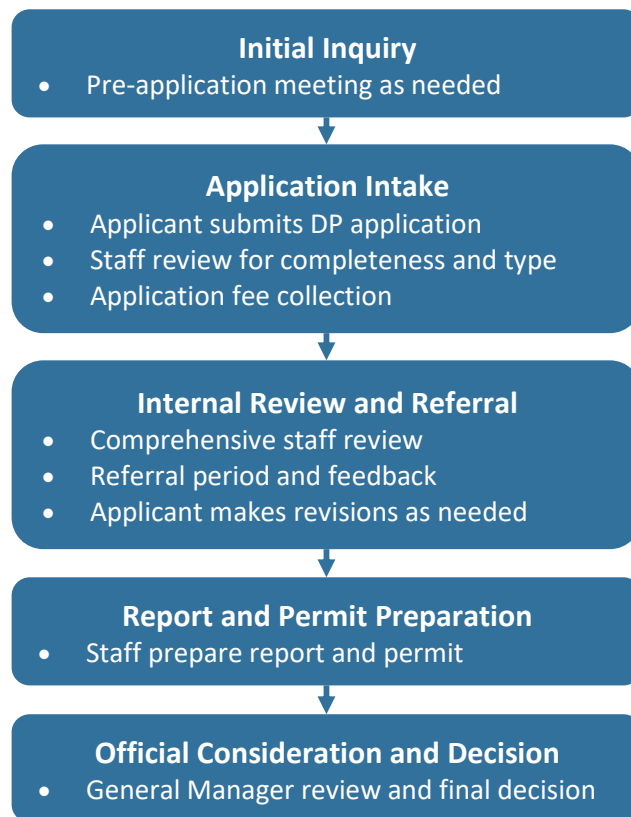 Initial Inquiry
• Pre-application meeting as needed
Application Intake
• Applicant submits DP application
• Staff review for completeness and type
• Application fee collection
Internal Review and Referral
• Comprehensive staff review
• Referral period and feedback
• Applicant makes revisions as needed
Report and Permit Preparation
• Staff prepare report and permit
Official Consideration and Decision
• General Manager review and final decision